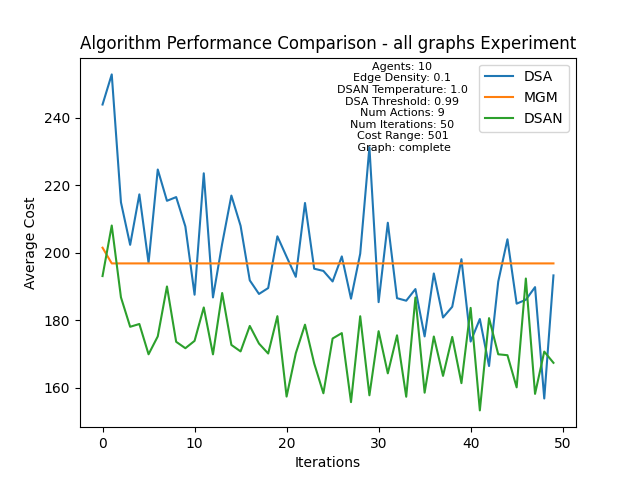 Algorithm Performance Comparison - all graphs Experiment
Agents: 10
Edge Density: 0.1
DSAN Temperature: 1.0
DSA Threshold: 0.99
Num Actions: 9
Num Iterations: 50
Cost Range: 501
Graph: complete
DSA
MGM
DSAN
Average Cost
240
220
200
180
160
0
10
20
30
40
50
Iterations